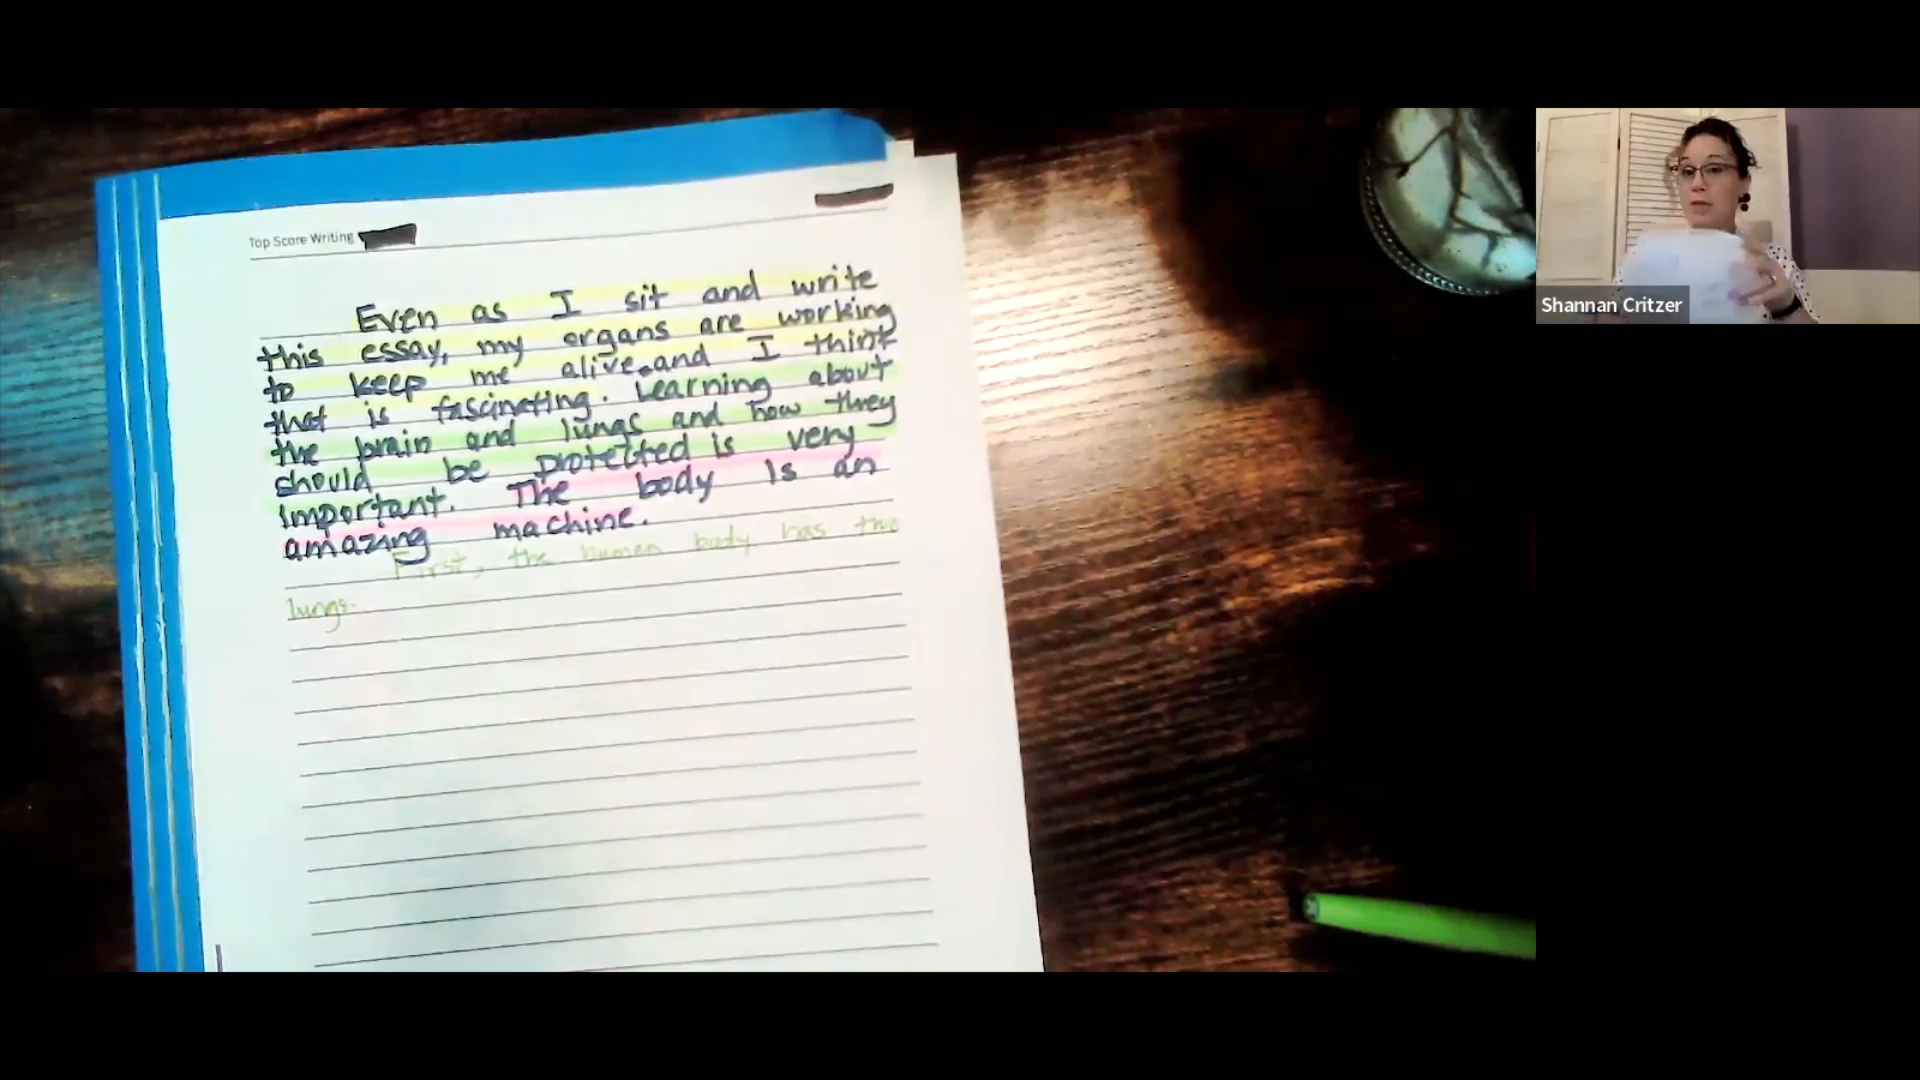 Top Score Writing
Even as I sit and write
this essay, my organs are working
to keep me alive. and I think
that is fascinating. Learning about
the brain and lungs and how they
should be protected is very
important. The body is an
amazing machine.
First, the human body has two
lungs.
Shannan Critzer